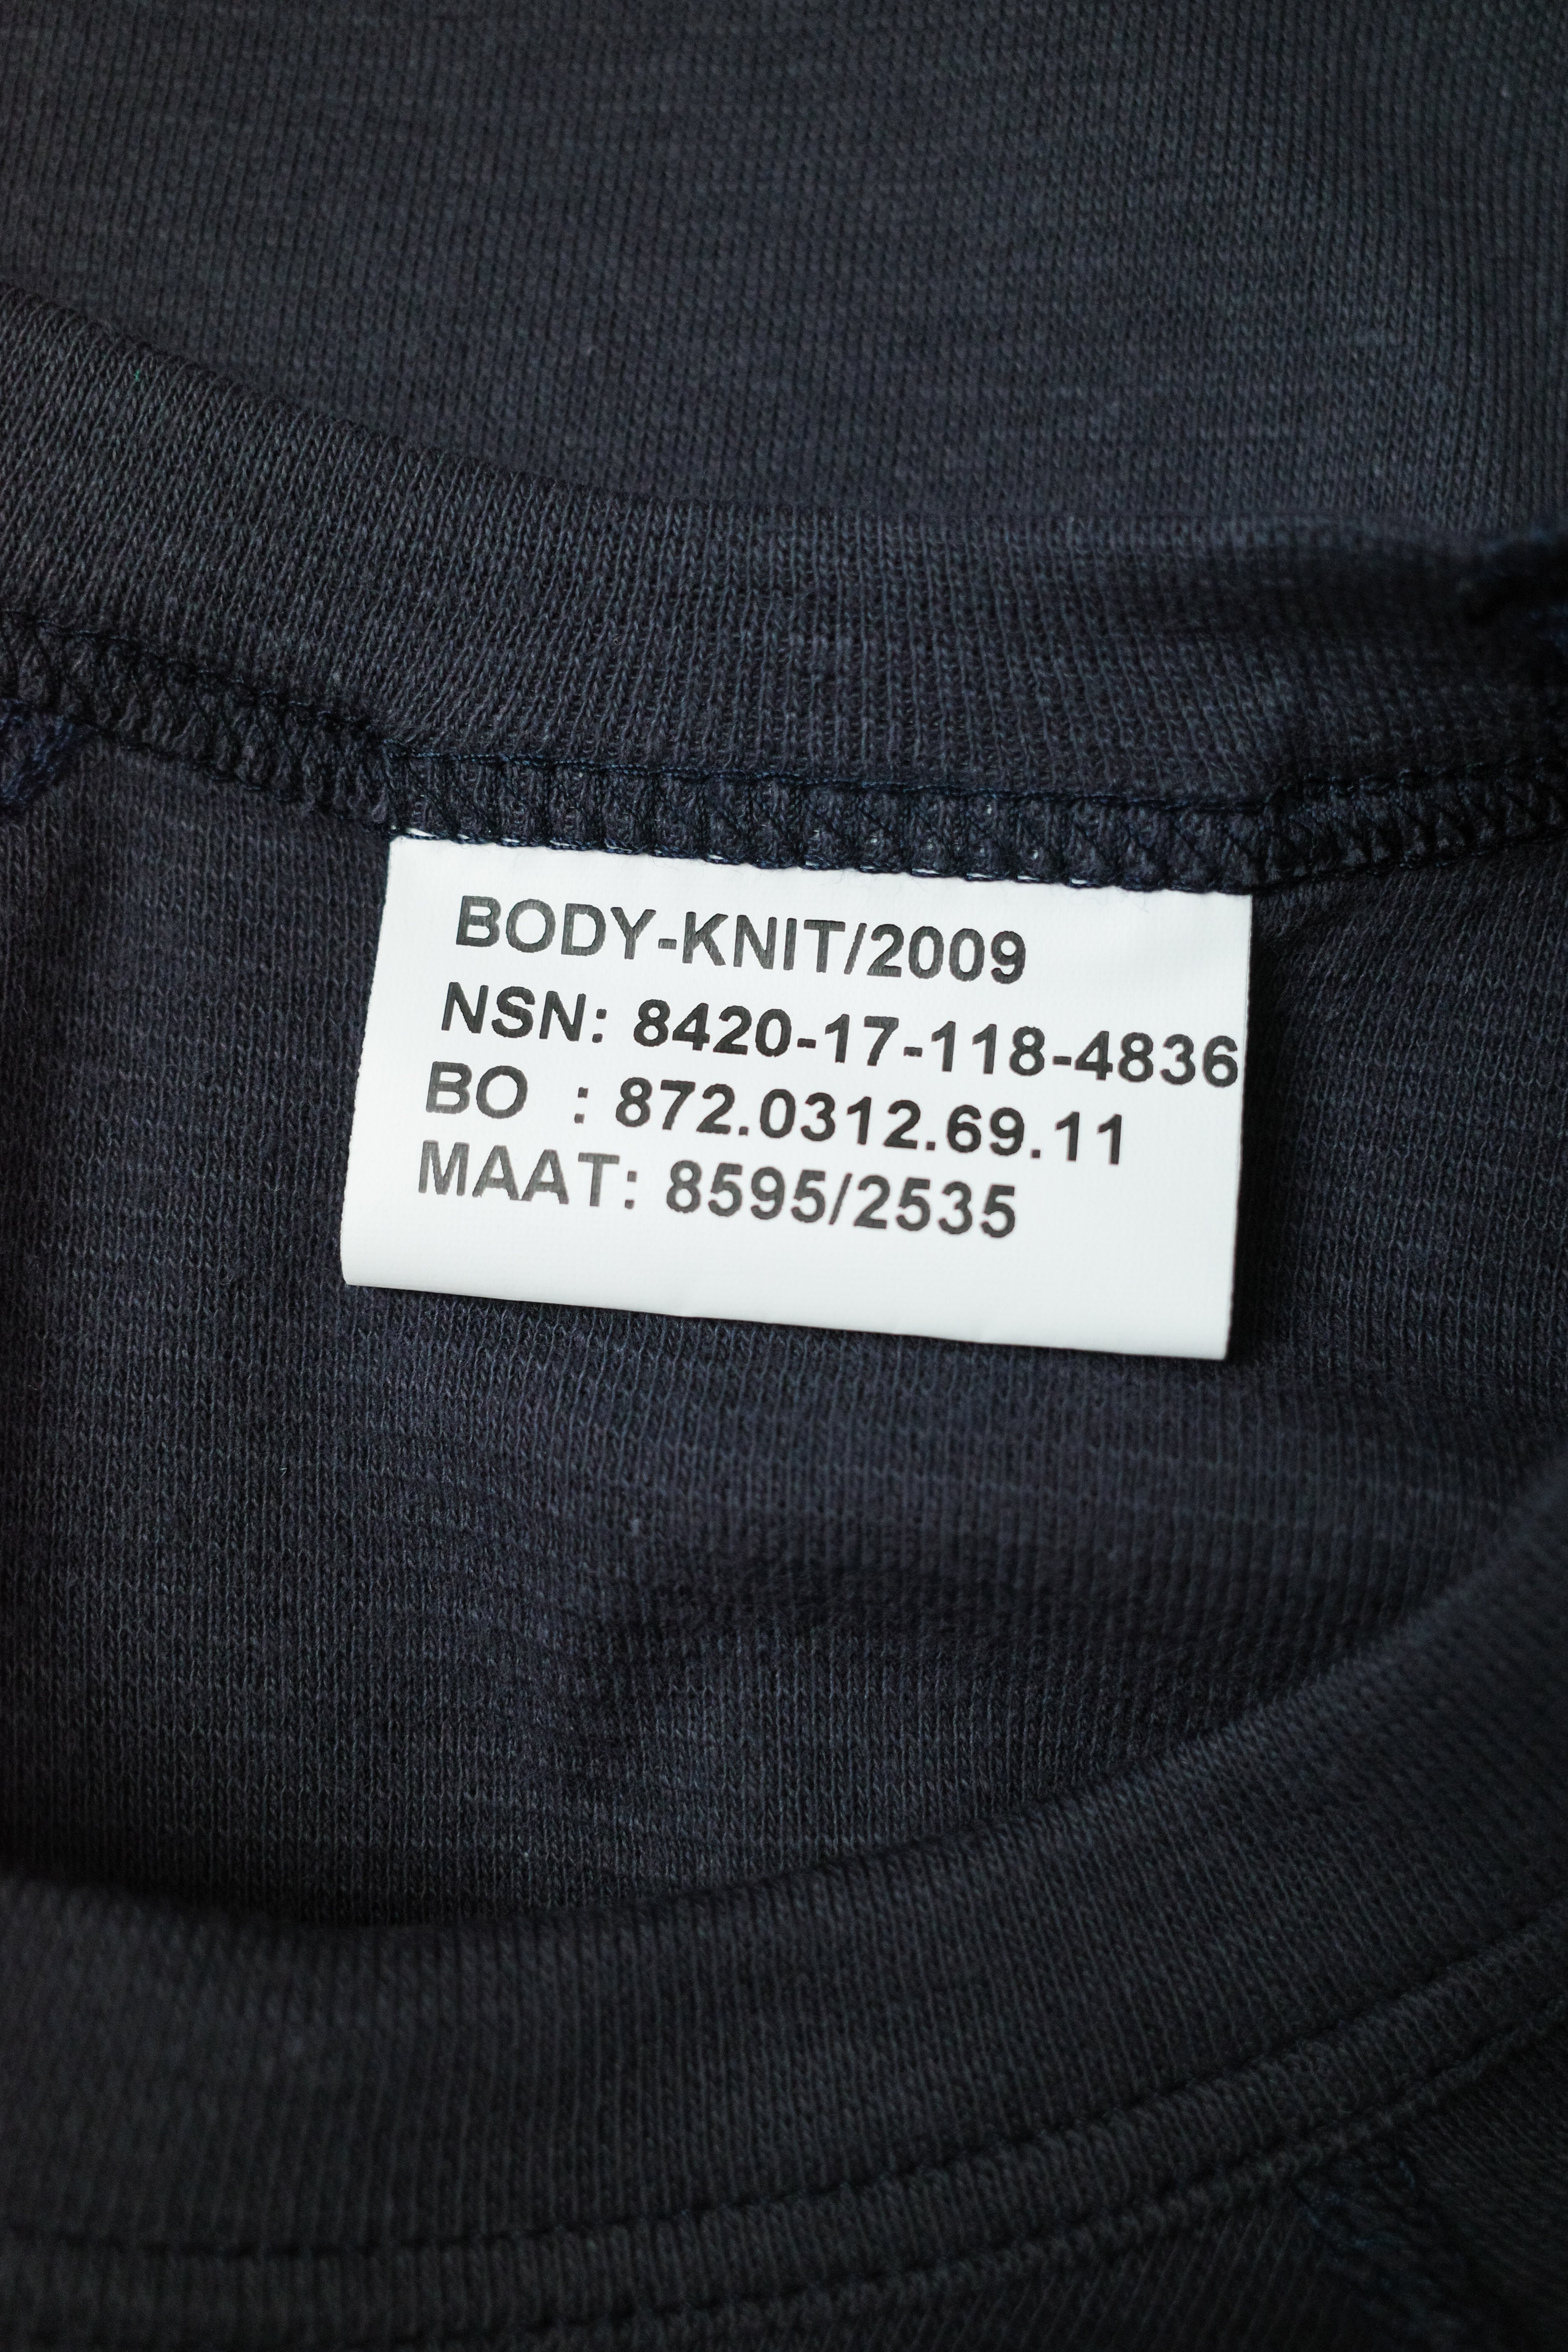 BODY-KNIT/2009
NSN: 8420-17-118-4836
BO : 872.0312.69.11
MAAT: 8595/2535